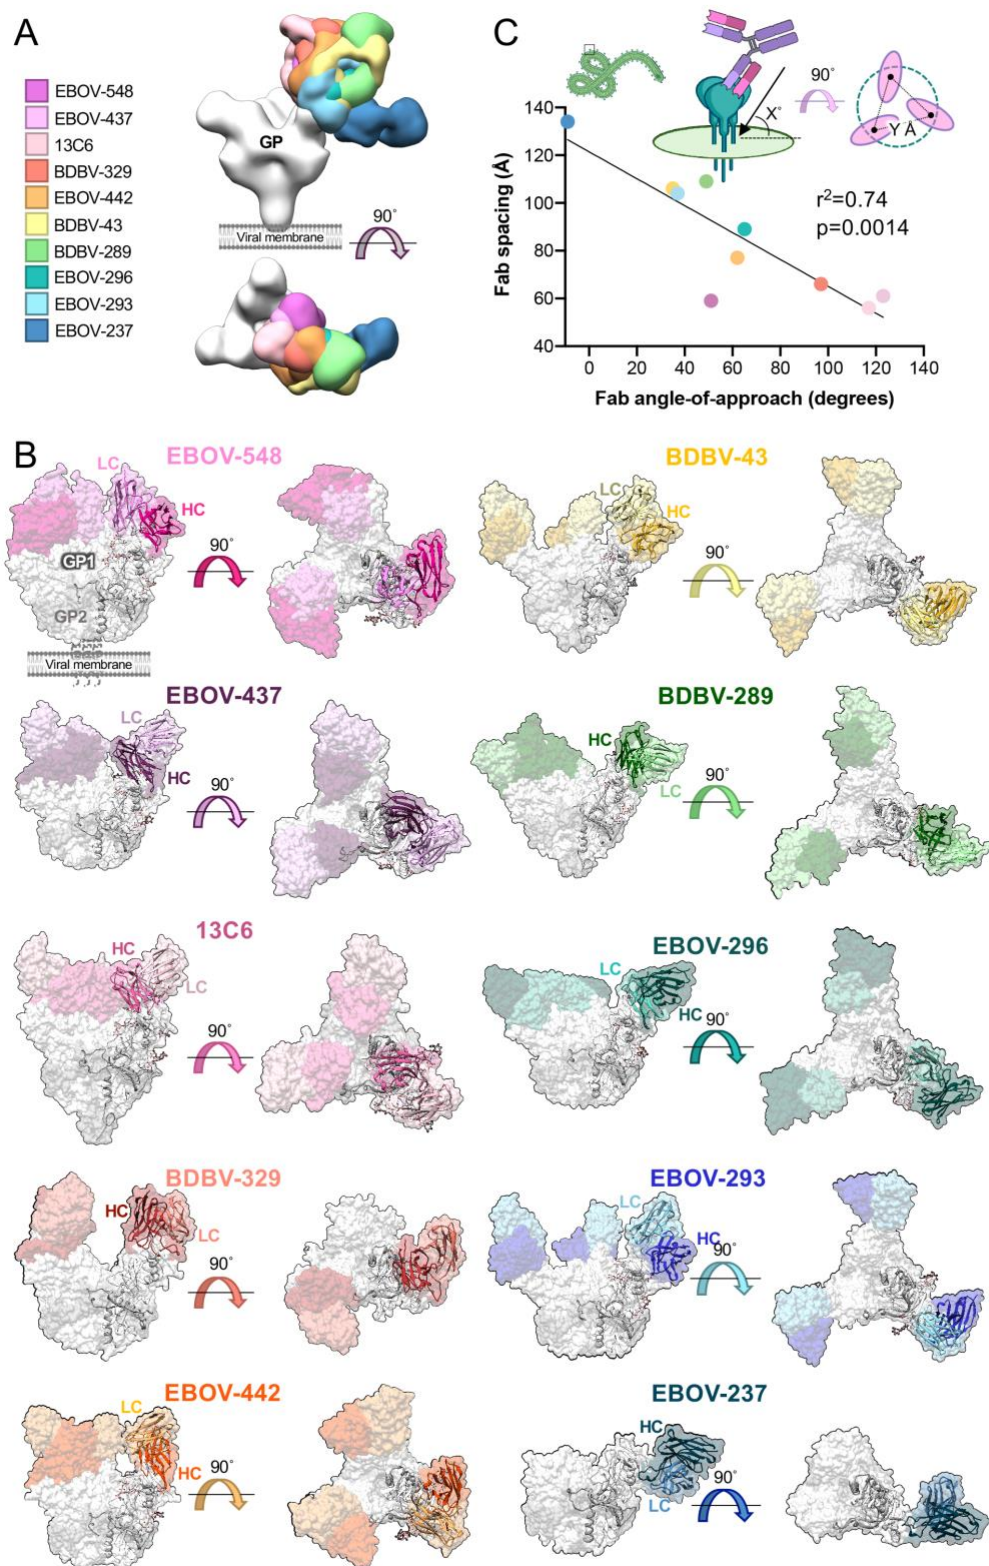 A
EBOV-548
EBOV-437
13C6
BDBV-329
EBOV-442
BDBV-43
BDBV-289
EBOV-296
EBOV-293
EBOV-237
GP
Viral membrane
90°
C
Fab spacing (Å)
140
120
100
80
60
40
0
20
40
60
80
100
120
140
Fab angle-of-approach (degrees)
X°
90°
Y Å
r²=0.74
p=0.0014
B
EBOV-548
LC
HC
GP1
GP2
90°
Viral membrane
BDBV-43
LC
HC
90°
EBOV-437
LC
HC
90°
BDBV-289
HC
LC
90°
13C6
HC
LC
90°
EBOV-296
LC
HC
90°
BDBV-329
HC
LC
90°
EBOV-293
LC
HC
90°
EBOV-442
LC
HC
90°
EBOV-237
HC
LC
90°